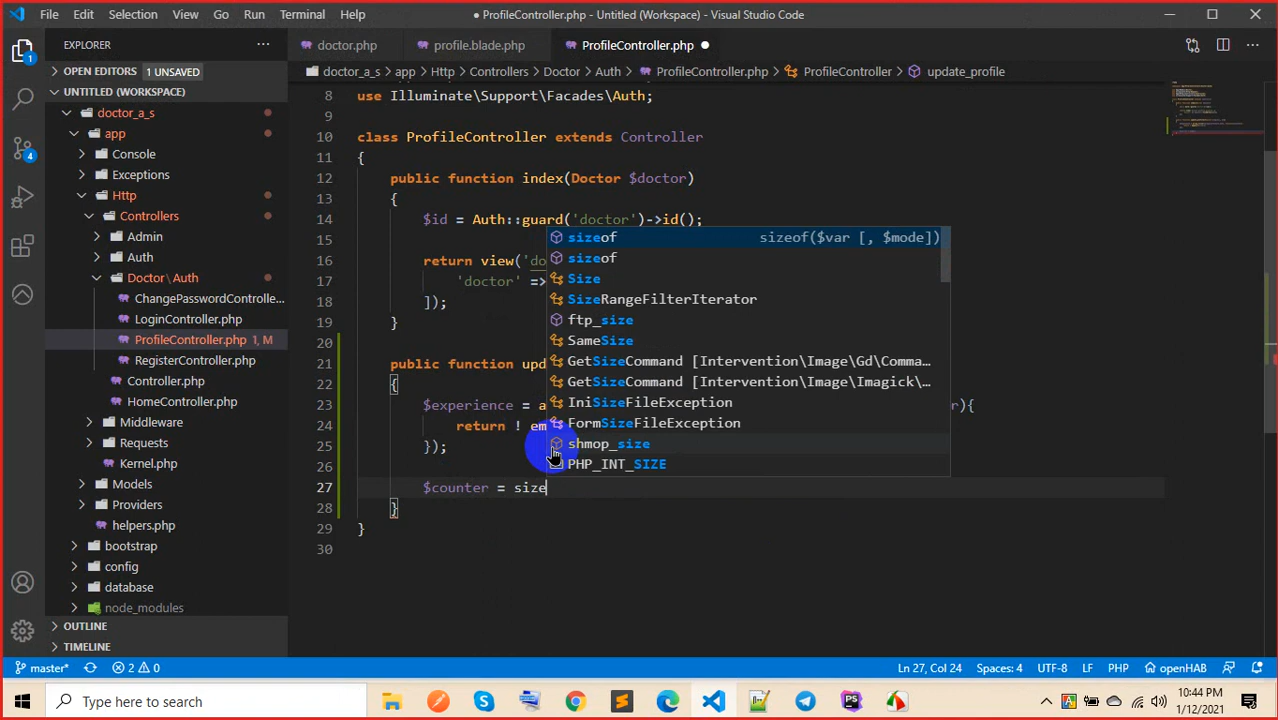 File Edit Selection View Go Run Terminal Help
● ProfileController.php - Untitled (Workspace) - Visual Studio Code
EXPLORER
doctor.php profile.blade.php ProfileController.php
OPEN EDITORS 1 UNSAVED
doctor_a_s > app > Http > Controllers > Doctor > Auth > ProfileController.php > ProfileController > update_profile
UNTITLED (WORKSPACE)
doctor_a_s
app
Console
Exceptions
Http
Controllers
Admin
Auth
Doctor \ Auth
ChangePasswordControlle...
LoginController.php
ProfileController.php 1, M
RegisterController.php
Controller.php
HomeController.php
Middleware
Requests
Kernel.php
Models
Providers
helpers.php
bootstrap
config
database
node_modules
OUTLINE
TIMELINE
1
4
8 use Illuminate\Support\Facades\Auth;
9
10 class ProfileController extends Controller
11 {
12 public function index(Doctor $doctor)
13 {
14 $id = Auth::guard('doctor')->id();
15
16 return view('do
17 'doctor' =>
18 ]);
19 }
20
21 public function upd
22 {
23 $experience = a r){
24 return ! em
25 });
26
27 $counter = size
28 }
29 }
30
sizeof sizeof($var [, $mode])
sizeof
Size
SizeRangeFilterIterator
ftp_size
SameSize
GetSizeCommand [Intervention\Image\Gd\Comma...
GetSizeCommand [Intervention\Image\Imagick\...
IniSizeFileException
FormSizeFileException
shmop_size
PHP_INT_SIZE
master* 2 0 Ln 27, Col 24 Spaces: 4 UTF-8 LF PHP openHAB
Type here to search
PS
10:44 PM
1/12/2021